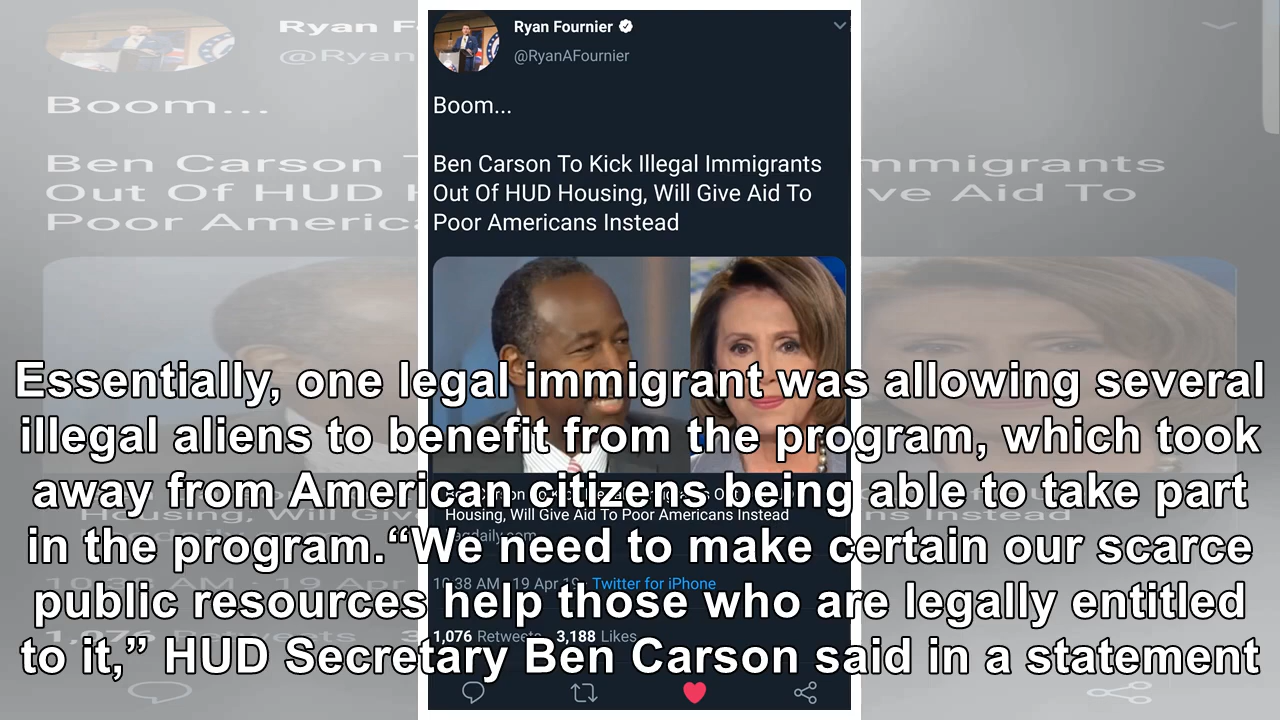 Ryan Fournier
@RyanAFournier
Boom...
Ben Carson To Kick Illegal Immigrants
Out Of HUD Housing, Will Give Aid To
Poor Americans Instead
Essentially, one legal immigrant was allowing several
illegal aliens to benefit from the program, which took
away from American citizens being able to take part
in the program.“We need to make certain our scarce
public resources help those who are legally entitled
to it,” HUD Secretary Ben Carson said in a statement
Housing, Will Give Aid To Poor Americans Instead
10:38 AM · 19 Apr 19 · Twitter for iPhone
1,076 Retweets 3,188 Likes